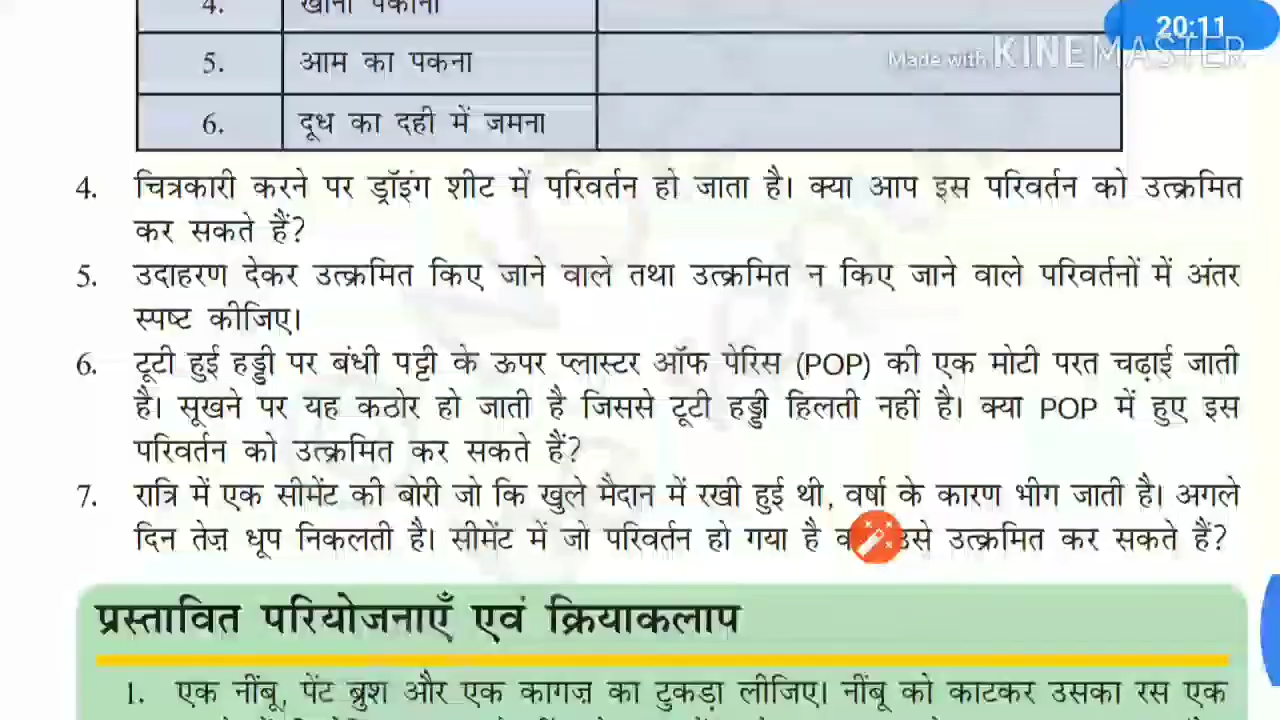 4. खाना पकाना
20:11
5. आम का पकना
Made with KINEMASTER
6. दूध का दही में जमना
4. चित्रकारी करने पर ड्रॉइंग शीट में परिवर्तन हो जाता है। क्या आप इस परिवर्तन को उत्क्रमित
कर सकते हैं?
5. उदाहरण देकर उत्क्रमित किए जाने वाले तथा उत्क्रमित न किए जाने वाले परिवर्तनों में अंतर
स्पष्ट कीजिए।
6. टूटी हुई हड्डी पर बंधी पट्टी के ऊपर प्लास्टर ऑफ पेरिस (POP) की एक मोटी परत चढ़ाई जाती
है। सूखने पर यह कठोर हो जाती है जिससे टूटी हड्डी हिलती नहीं है। क्या POP में हुए इस
परिवर्तन को उत्क्रमित कर सकते हैं?
7. रात्रि में एक सीमेंट की बोरी जो कि खुले मैदान में रखी हुई थी, वर्षा के कारण भीग जाती है। अगले
दिन तेज़ धूप निकलती है। सीमेंट में जो परिवर्तन हो गया है उसे उत्क्रमित कर सकते हैं?
प्रस्तावित परियोजनाएँ एवं क्रियाकलाप
1. एक नींबू, पेंट ब्रुश और एक कागज़ का टुकड़ा लीजिए। नींबू को काटकर उसका रस एक